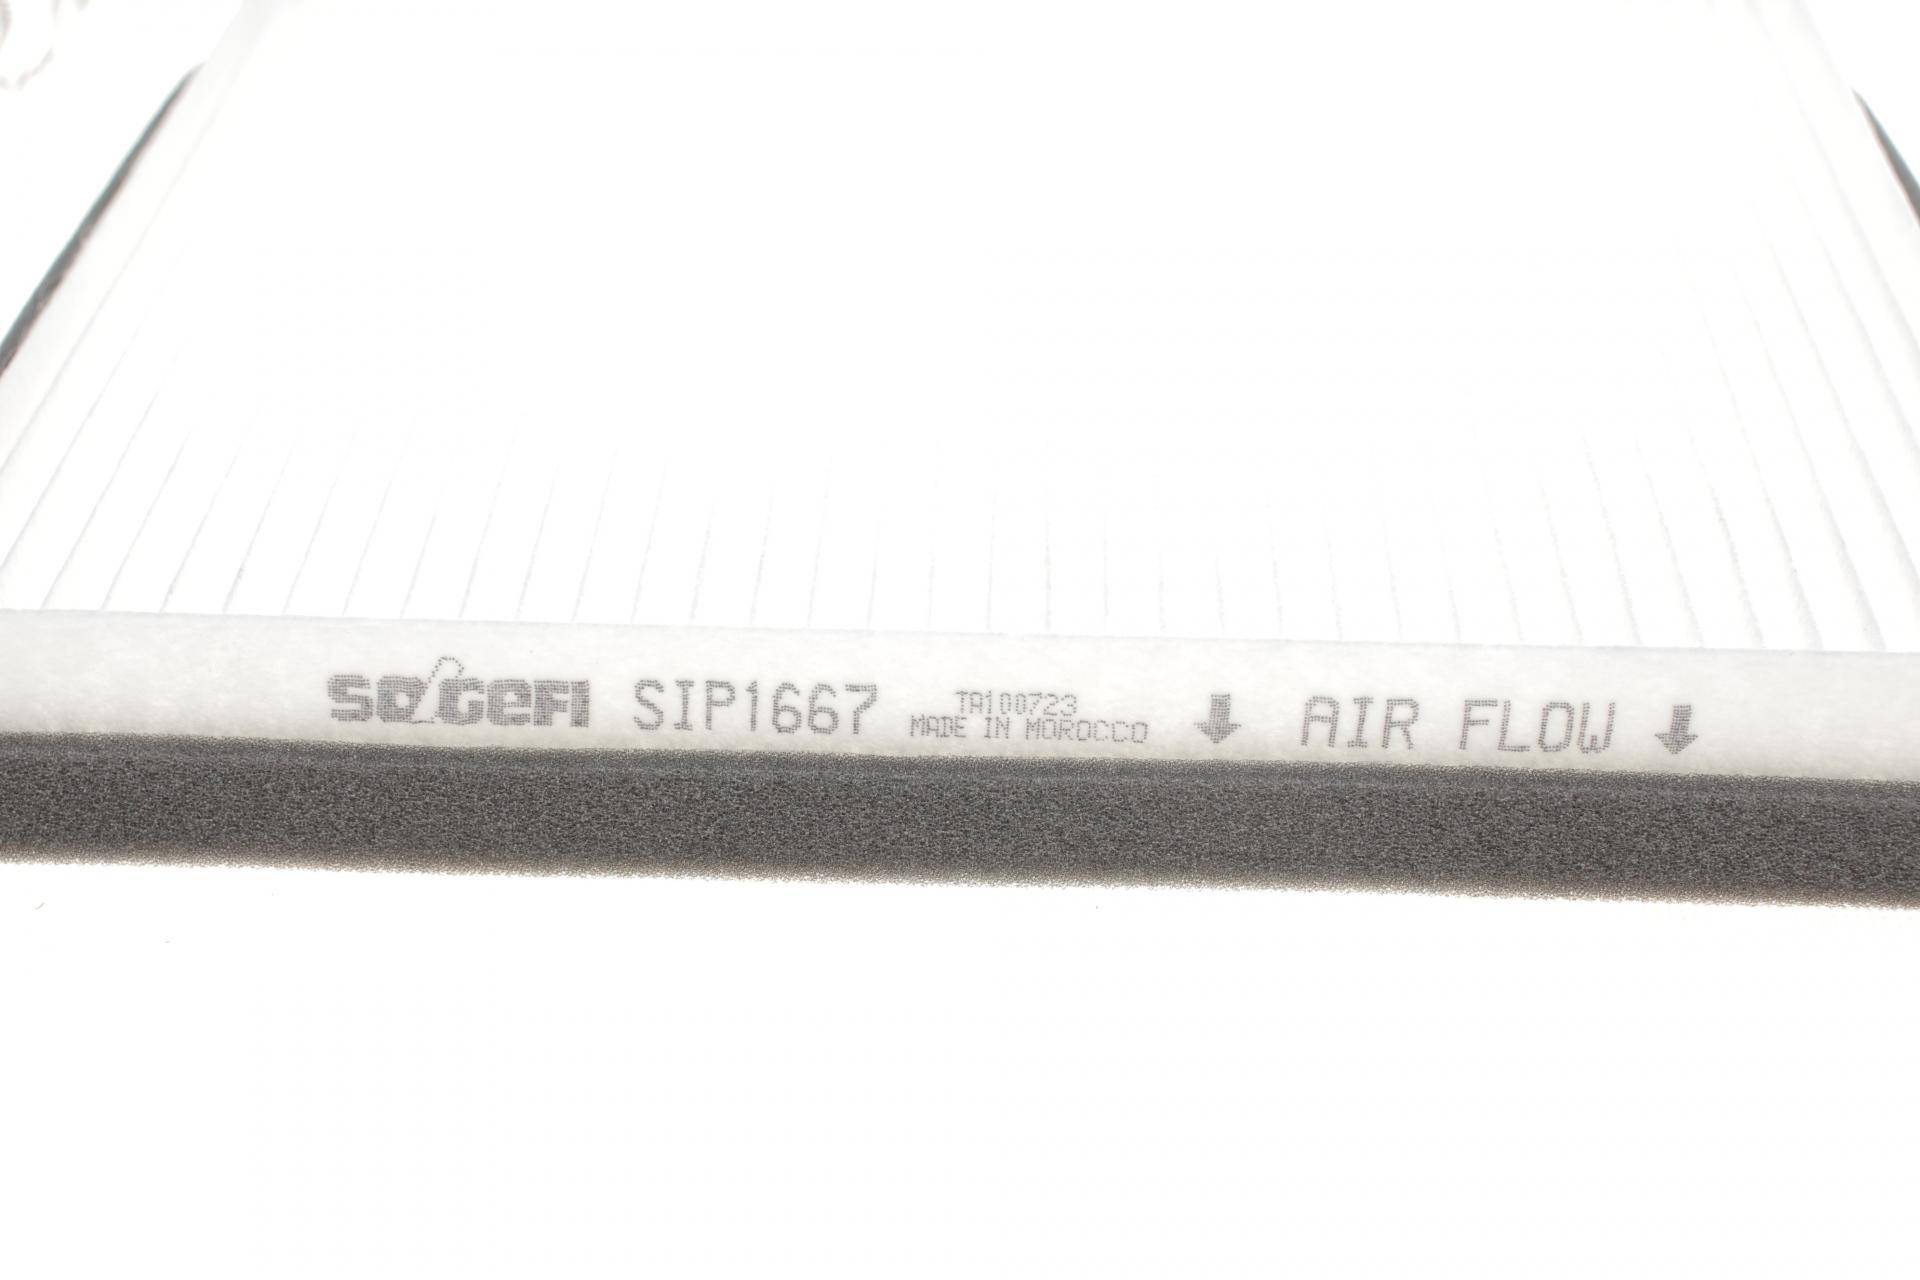 SOGEFI SIP1667 TA100723 ↓ AIR FLOW ↓
MADE IN MOROCCO